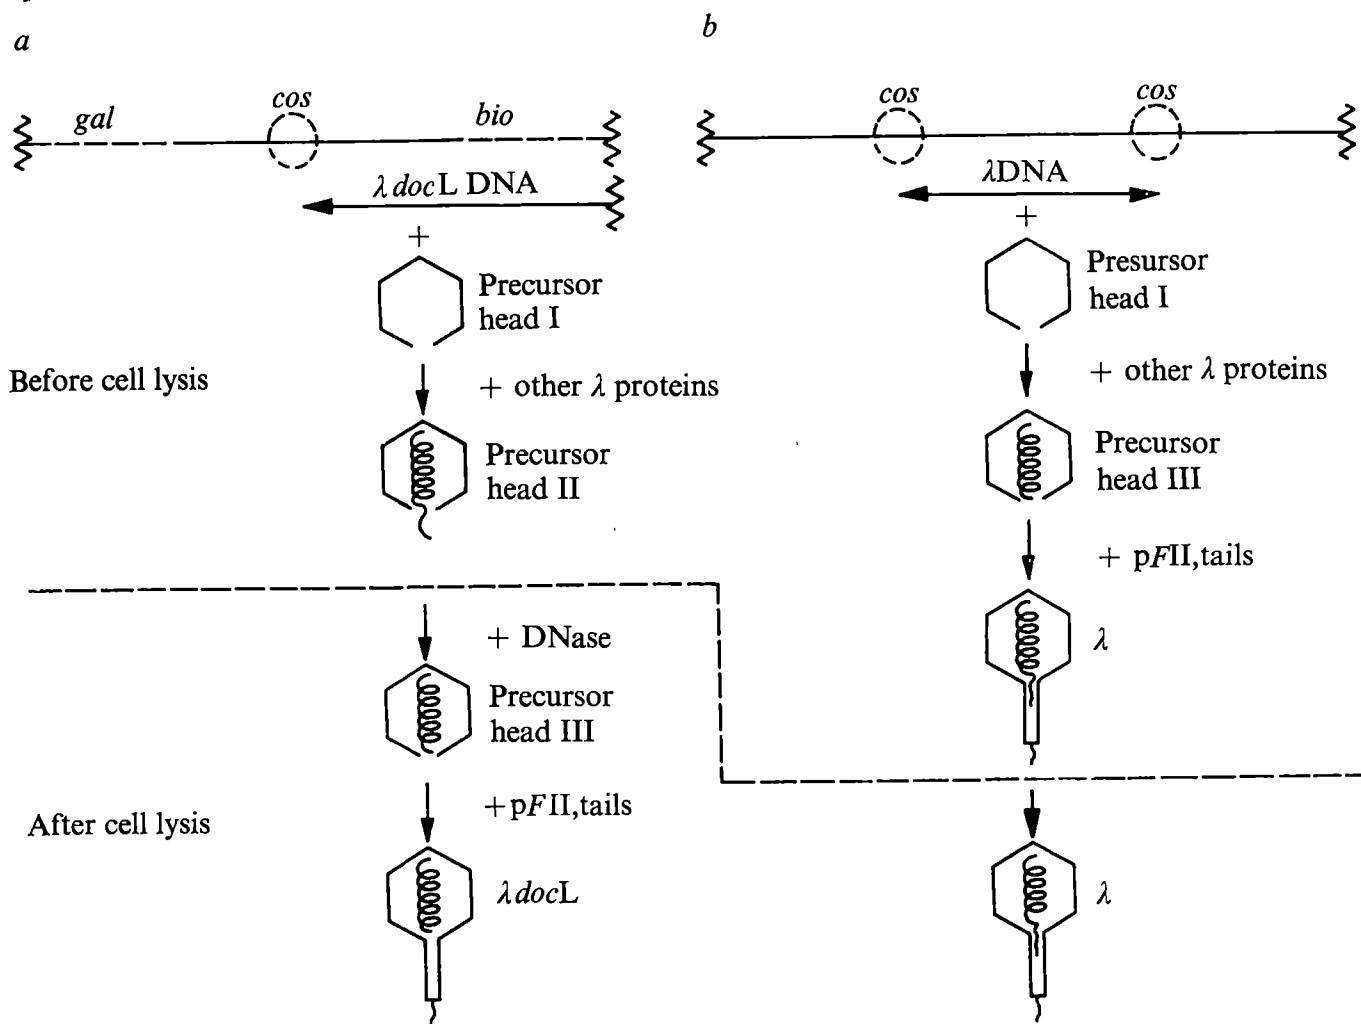 a
gal
cos
bio
λdocL DNA
+
Precursor
head I
Before cell lysis
+ other λ proteins
Precursor
head II
+ DNase
Precursor
head III
After cell lysis
+pFII,tails
λdocL
b
cos
cos
λDNA
+
Presursor
head I
+ other λ proteins
Precursor
head III
+ pFII,tails
λ
λ